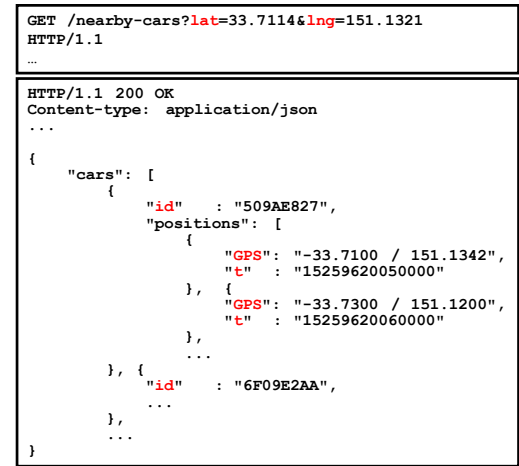 GET /nearby-cars?lat=33.7114&lng=151.1321
HTTP/1.1
…
HTTP/1.1 200 OK
Content-type: application/json
...
{
"cars": [
{
"id" : "509AE827",
"positions": [
{
"GPS": "-33.7100 / 151.1342",
"t" : "15259620050000"
}, {
"GPS": "-33.7300 / 151.1200",
"t" : "15259620060000"
},
...
}, {
"id" : "6F09E2AA",
...
},
...
}